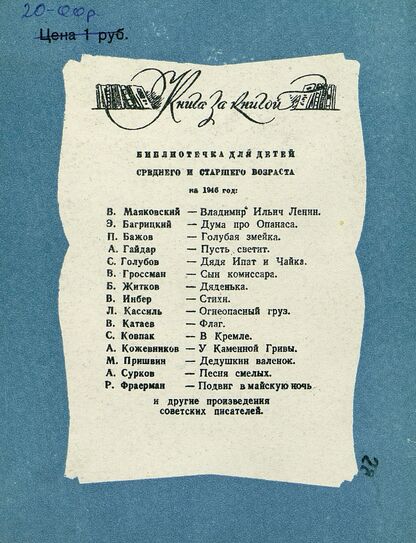 20-00р.
Цена 1 руб.
Книга За книгой
БИБЛИОТЕЧКА ДЛЯ ДЕТЕЙ
СРЕДНЕГО И СТАРШЕГО ВОЗРАСТА
на 1946 год:
В. Маяковский — Владимир Ильич Ленин.
Э. Багрицкий — Дума про Опанаса.
П. Бажов — Голубая змейка.
А. Гайдар — Пусть светит.
С. Голубов — Дядя Ипат и Чайка.
В. Гроссман — Сын комиссара.
Б. Житков — Дяденька.
В. Инбер — Стихи.
Л. Кассиль — Огнеопасный груз.
В. Катаев — Флаг.
С. Ковпак — В Кремле.
А. Кожевников — У Каменной Гривы.
М. Пришвин — Дедушкин валенок.
А. Сурков — Песня смелых.
Р. Фраерман — Подвиг в майскую ночь
и другие произведения
советских писателей.